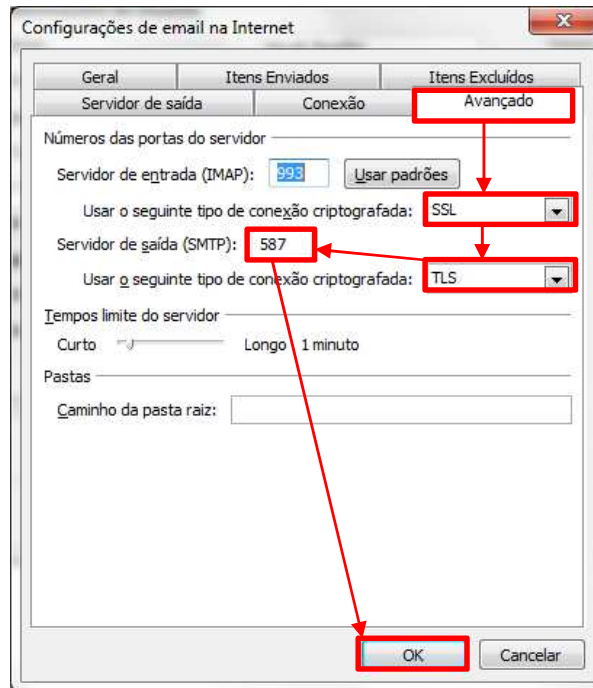 Configurações de email na Internet
Geral Itens Enviados Itens Excluídos
Servidor de saída Conexão Avançado
Números das portas do servidor
Servidor de entrada (IMAP): 993 Usar padrões
Usar o seguinte tipo de conexão criptografada: SSL
Servidor de saída (SMTP): 587
Usar o seguinte tipo de conexão criptografada: TLS
Tempos limite do servidor
Curto Longo 1 minuto
Pastas
Caminho da pasta raiz:
OK Cancelar